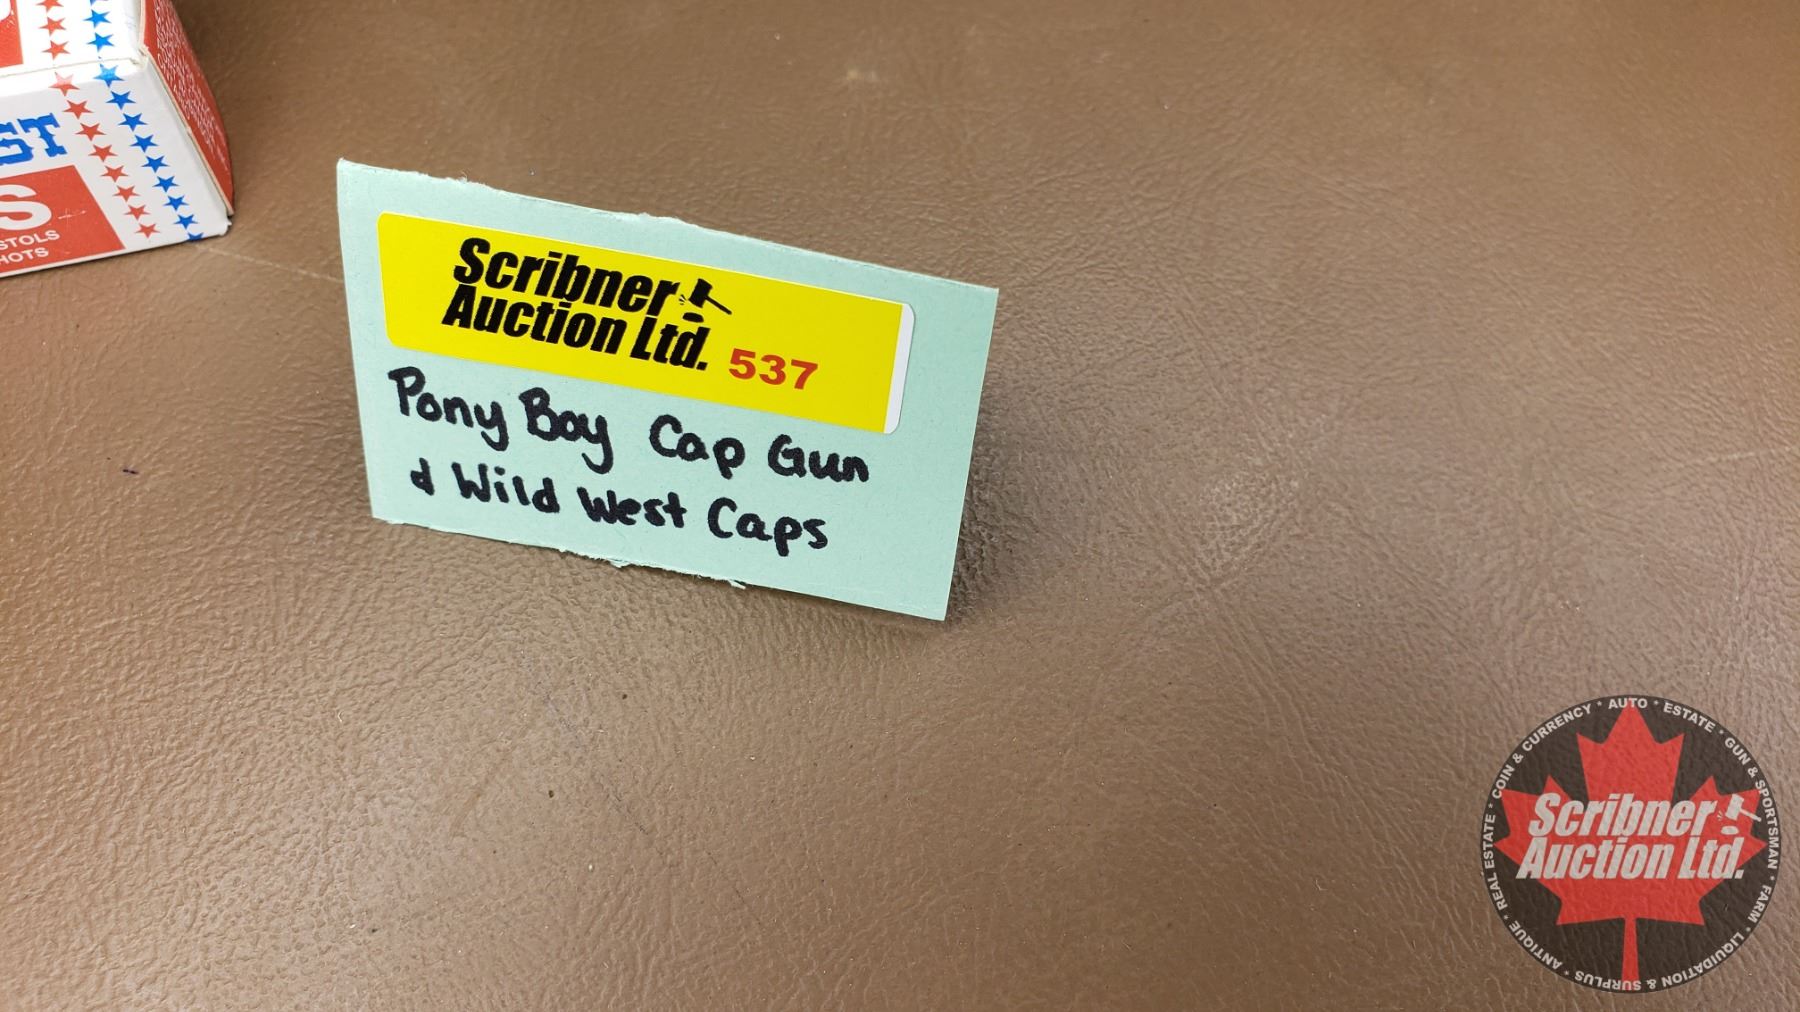 ST
S
STOLS
HOTS
Scribner
Auction Ltd. 537
Pony Boy Cap Gun
& Wild West Caps
Scribner
Auction Ltd.
ANTIQUE * REAL ESTATE * COIN & CURRENCY * AUTO * ESTATE * GUN & SPORTSMAN * FARM * LIQUIDATION & SURPLUS *